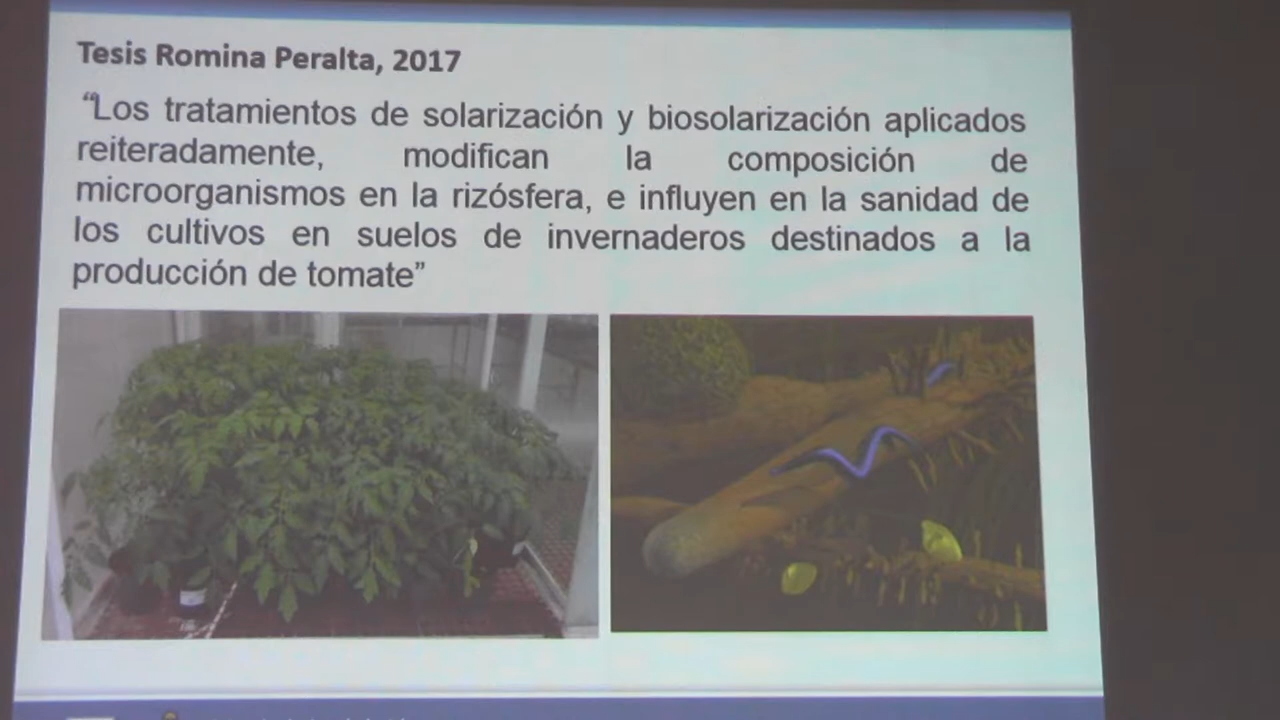 Tesis Romina Peralta, 2017
“Los tratamientos de solarización y biosolarización aplicados
reiteradamente, modifican la composición de
microorganismos en la rizósfera, e influyen en la sanidad de
los cultivos en suelos de invernaderos destinados a la
producción de tomate”